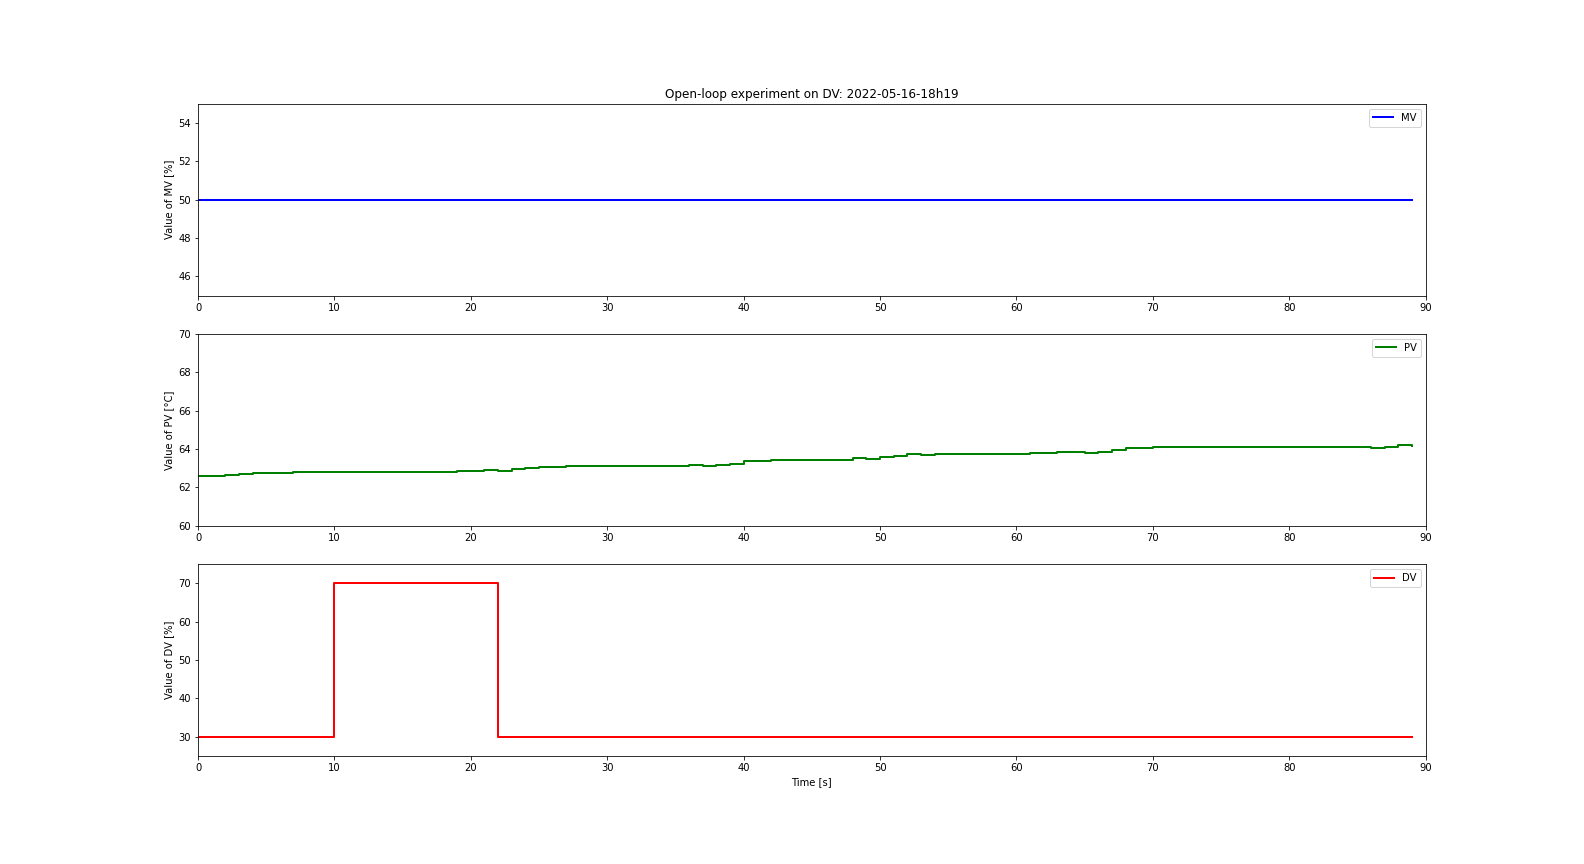 Open-loop experiment on DV: 2022-05-16-18h19
MV
54
52
50
48
46
Value of MV [%]
0 10 20 30 40 50 60 70 80 90
PV
70
68
66
64
62
60
Value of PV [°C]
0 10 20 30 40 50 60 70 80 90
DV
70
60
50
40
30
Value of DV [%]
0 10 20 30 40 50 60 70 80 90
Time [s]